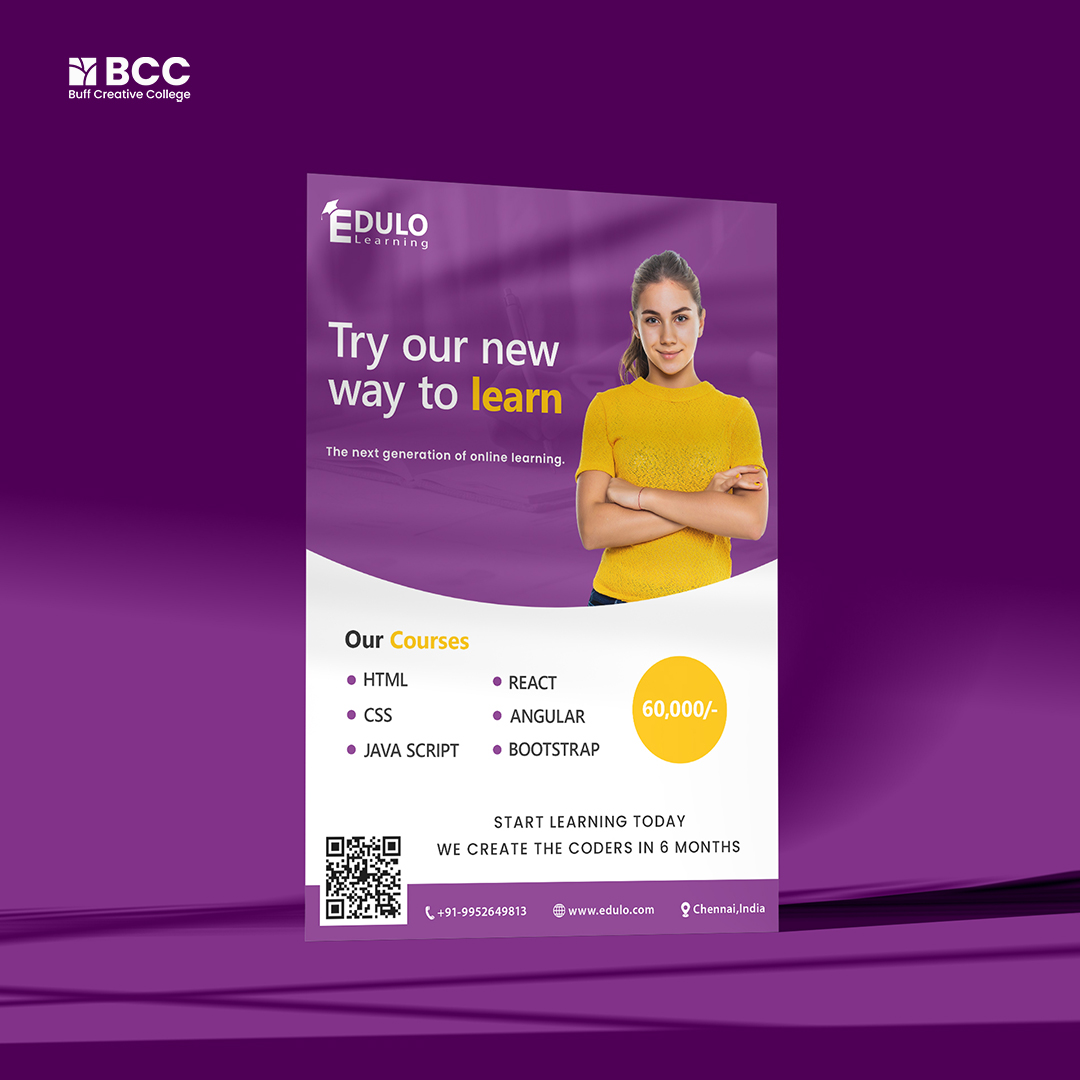 BCC
Buff Creative College
EDULO
Learning
Try our new
way to learn
The next generation of online learning.
Our Courses
HTML
CSS
JAVA SCRIPT
REACT
ANGULAR
BOOTSTRAP
60,000/-
START LEARNING TODAY
WE CREATE THE CODERS IN 6 MONTHS
+91-9952649813
www.edulo.com
Chennai,India